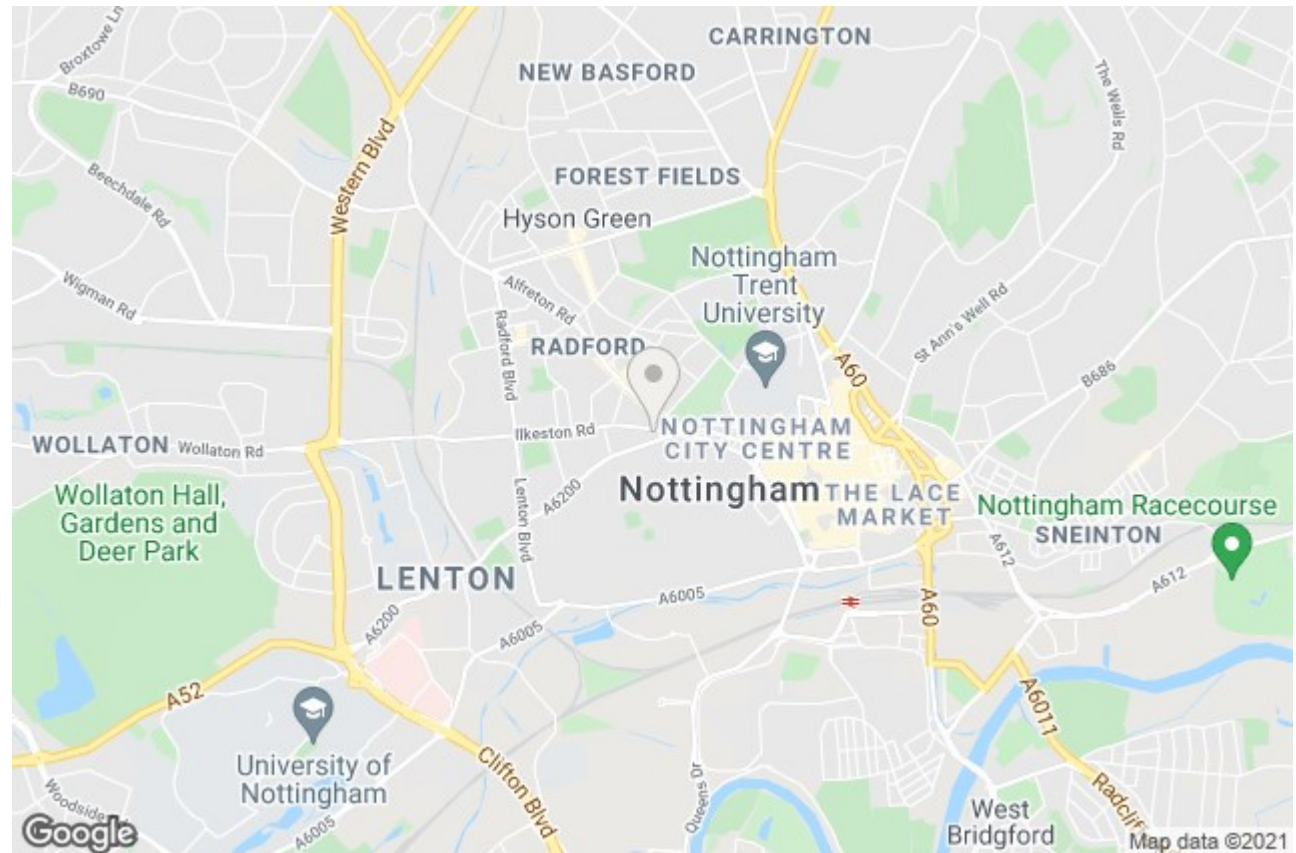 CARRINGTON
NEW BASFORD
Broxtowe Ln
B690
The Wells Rd
Western Blvd
Beechdale Rd
FOREST FIELDS
Hyson Green
Nottingham
Trent
University
Wigman Rd
Alfreton Rd
Radford Blvd
St Ann's Well Rd
RADFORD
A60
B686
Ilkeston Rd
NOTTINGHAM
CITY CENTRE
WOLLATON
Wollaton Rd
Wollaton Hall,
Gardens and
Deer Park
Lenton Blvd
A6200
Nottingham
THE LACE
MARKET
Nottingham Racecourse
SNEINTON
A612
A612
LENTON
A6005
A60
A6200
A6005
A52
A6011
University of
Nottingham
Clifton Blvd
Queens Dr
Radclif
West
Bridgford
Woodside
A6005
Google
Map data ©2021